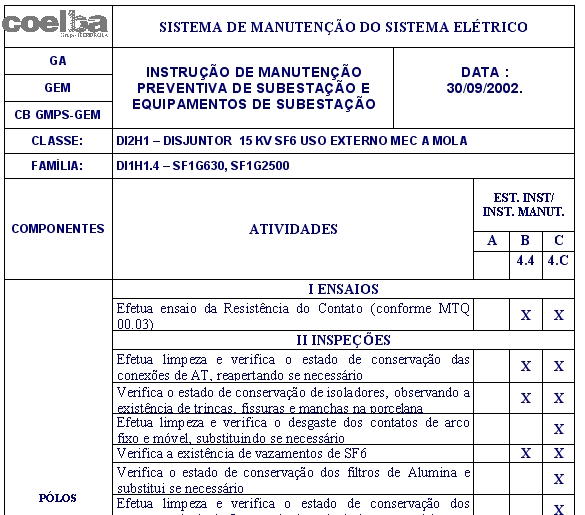 coelba
Grupo IBERDROLA
SISTEMA DE MANUTENÇÃO DO SISTEMA ELÉTRICO
GA
GEM
CB GMPS-GEM
INSTRUÇÃO DE MANUTENÇÃO
PREVENTIVA DE SUBESTAÇÃO E
EQUIPAMENTOS DE SUBESTAÇÃO
DATA :
30/09/2002.
CLASSE:
DI2H1 – DISJUNTOR 15 KV SF6 USO EXTERNO MEC A MOLA
FAMÍLIA:
DI1H1.4 – SF1G630, SF1G2500
COMPONENTES
ATIVIDADES
EST. INST/
INST. MANUT.
A B C
4.4 4.C
I ENSAIOS
Efetua ensaio da Resistência do Contato (conforme MTQ
00.03)
X X
II INSPEÇÕES
Efetua limpeza e verifica o estado de conservação das
conexões de AT, reapertando se necessário
X X
Verifica o estado de conservação de isoladores, observando a
existência de trincas, fissuras e manchas na porcelana
X X
Efetua limpeza e verifica o desgaste dos contatos de arco
fixo e móvel, substituindo se necessário
X
Verifica a existência de vazamentos de SF6
X X
Verifica o estado de conservação dos filtros de Alumina e
substitui se necessário
X
PÓLOS
Efetua limpeza e verifica o estado de conservação dos
X